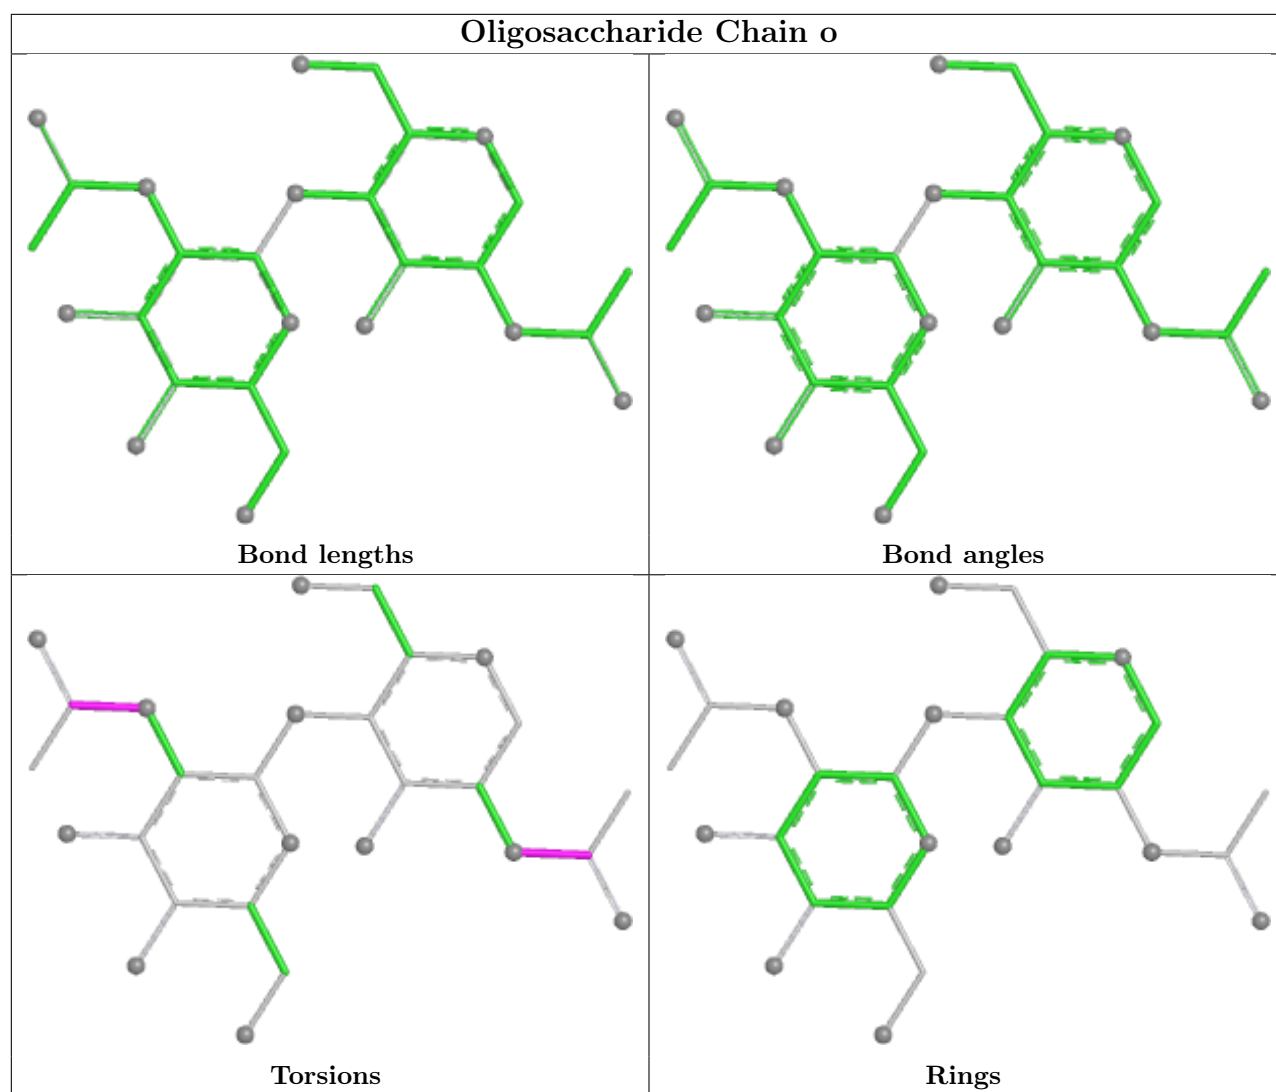 Oligosaccharide Chain o
Bond lengths
Bond angles
Torsions
Rings